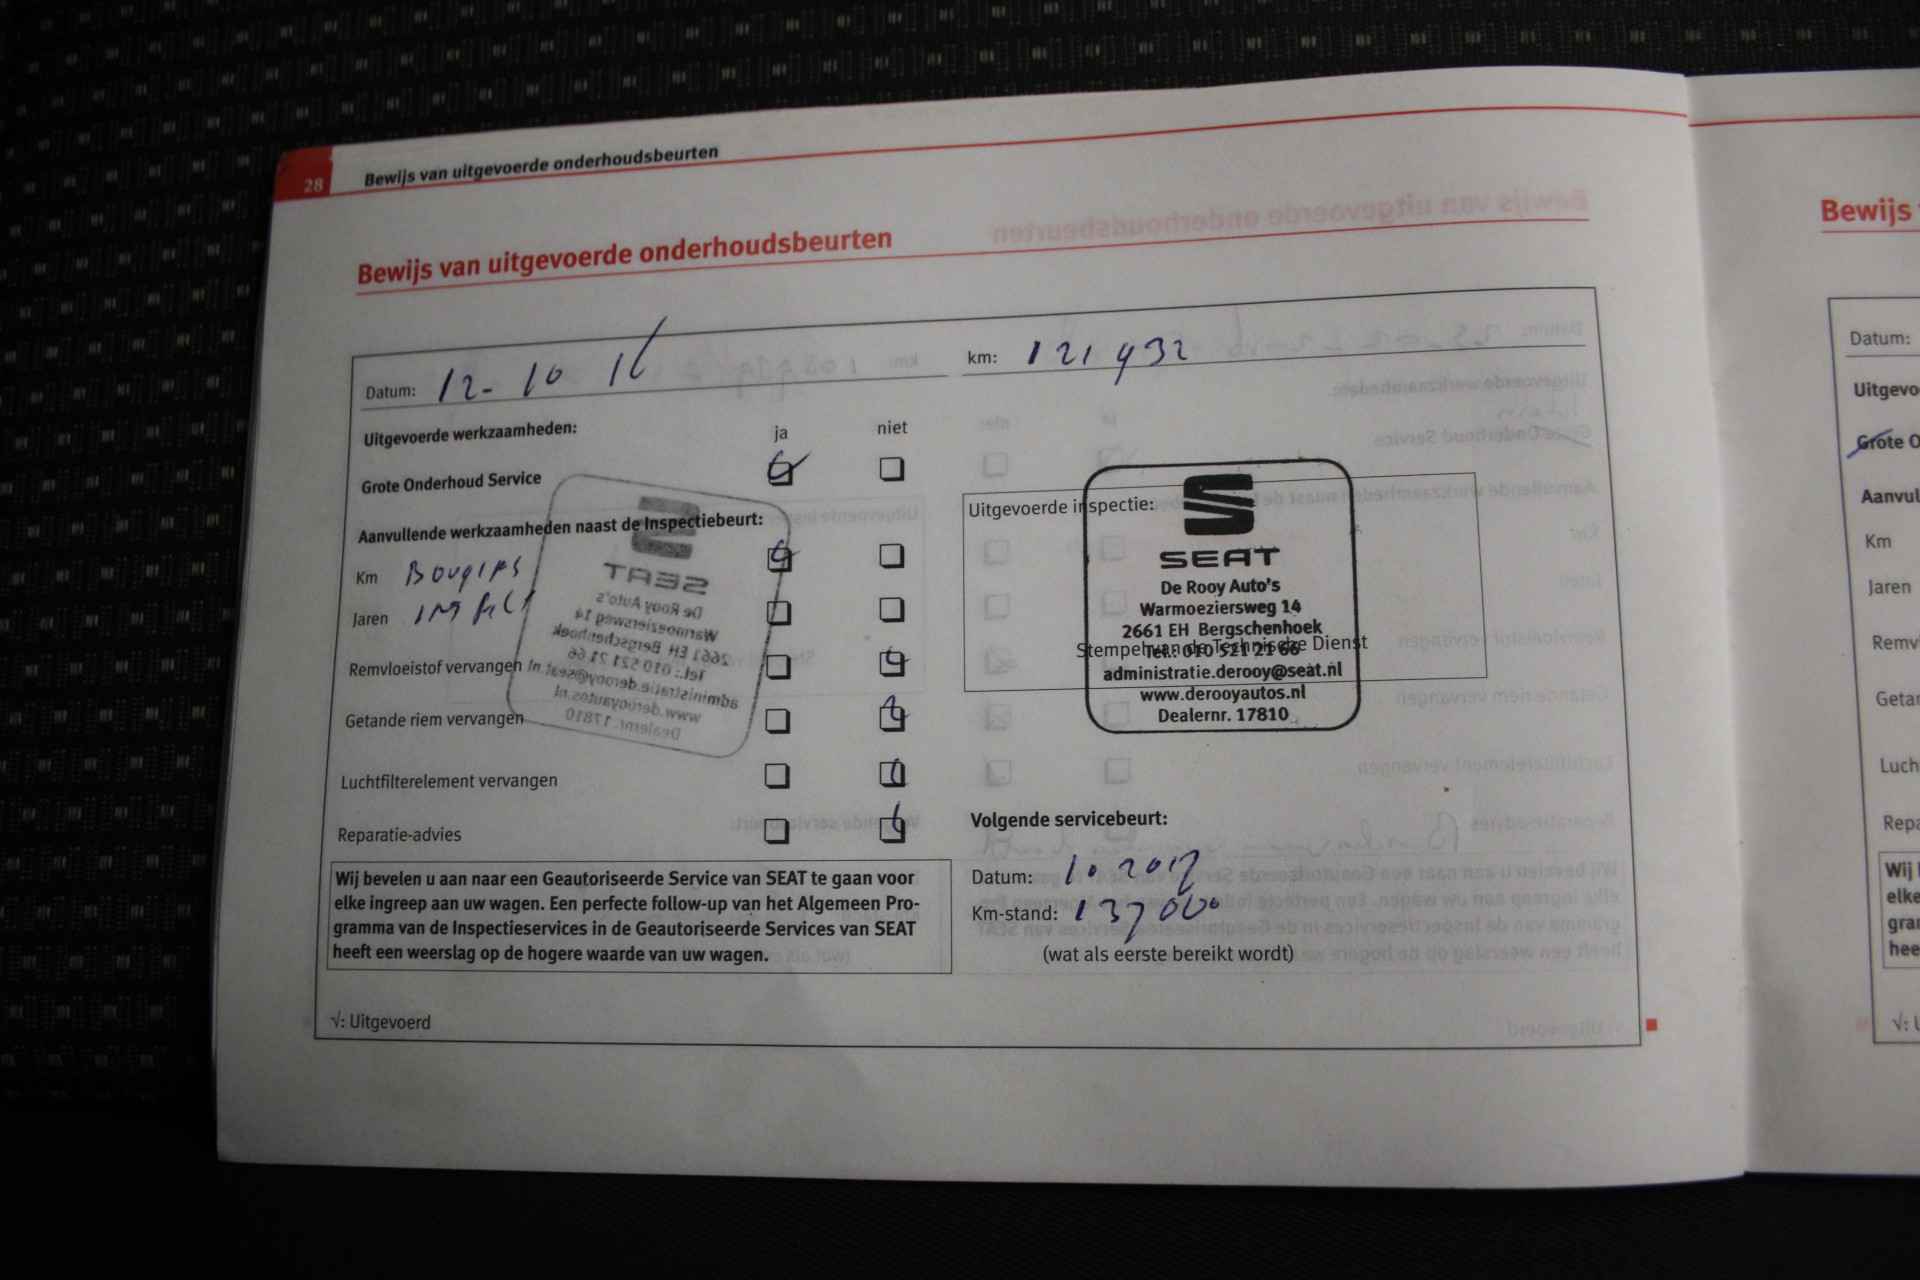 28 Bewijs van uitgevoerde onderhoudsbeurten
Bewijs van uitgevoerde onderhoudsbeurten
Datum: 12-10 16 km: 121 932
Uitgevoerde werkzaamheden: ja niet
Grote Onderhoud Service
Aanvullende werkzaamheden naast de Inspectiebeurt:
Km Bougies
Jaren
Remvloeistof vervangen
Getande riem vervangen
Luchtfilterelement vervangen
Reparatie-advies
Wij bevelen u aan naar een Geautoriseerde Service van SEAT te gaan voor
elke ingreep aan uw wagen. Een perfecte follow-up van het Algemeen Pro-
gramma van de Inspectieservices in de Geautoriseerde Services van SEAT
heeft een weerslag op de hogere waarde van uw wagen.
√: Uitgevoerd
Uitgevoerde inspectie:
SEAT
De Rooy Auto's
Warmoeziersweg 14
2661 EH Bergschenhoek
Stempel van de Technische Dienst
Tel.: 010 521 21 66
administratie.derooy@seat.nl
www.derooyautos.nl
Dealernr. 17810
Volgende servicebeurt:
Datum: 10 2017
Km-stand: 137000
(wat als eerste bereikt wordt)
Bewijs
Datum:
Uitgevo
Grote O
Aanvul
Km
Jaren
Remv
Getan
Luch
Repa
Wij
elke
gra
hee
√: U